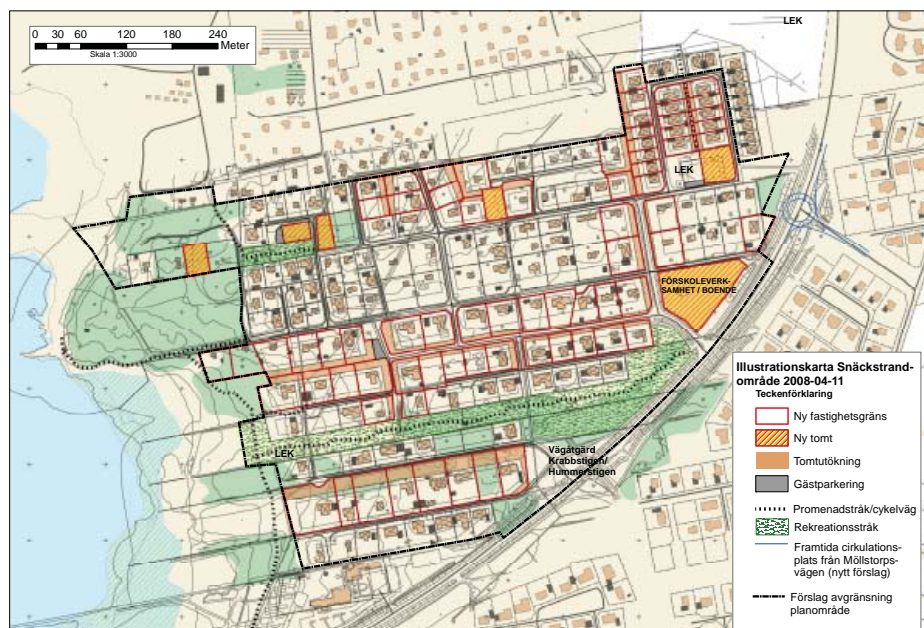 LEK
0 30 60 120 180 240
Meter
Skala 1:3000
LEK
FÖRSKOLEVERK-
SAMHET / BOENDE
LEK
Vägåtgärd
Krabbstigen/
Hummerstigen
Illustrationskarta Snäckstrand-
område 2008-04-11
Teckenförklaring
Ny fastighetsgräns
Ny tomt
Tomtutökning
Gästparkering
Promenadstråk/cykelväg
Rekreationsstråk
Framtida cirkulations-
plats från Möllstorps-
vägen (nytt förslag)
Förslag avgränsning
planområde